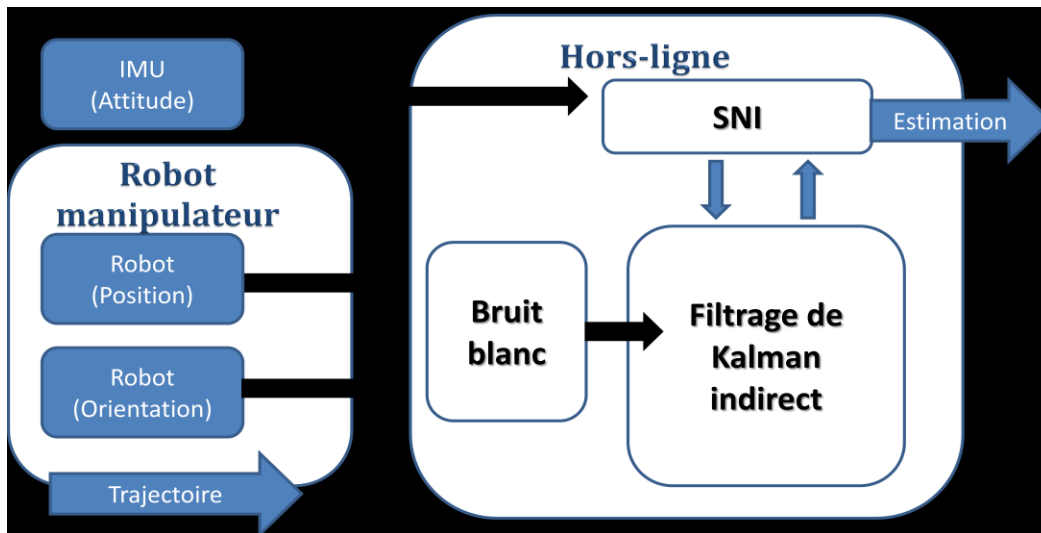 IMU
(Attitude)
Robot
manipulateur
Robot
(Position)
Robot
(Orientation)
Trajectoire
Hors-ligne
SNI
Estimation
Bruit
blanc
Filtrage de
Kalman
indirect